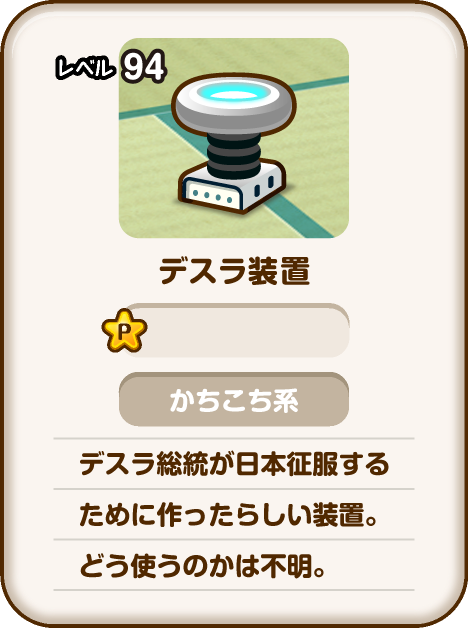 レベル 94
デスラ装置
P
かちこち系
デスラ総統が日本征服する
ために作ったらしい装置。
どう使うのかは不明。